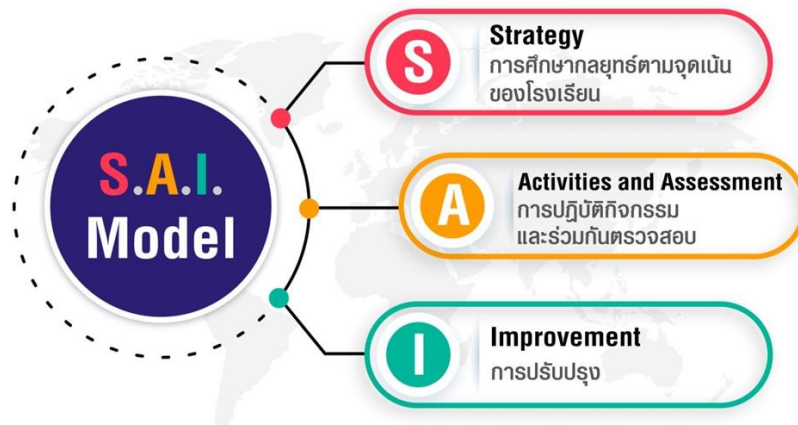 S.A.I.
Model
S
Strategy
การศึกษากลยุทธ์ตามจุดเน้น
ของโรงเรียน
A
Activities and Assessment
การปฏิบัติกิจกรรม
และร่วมกันตรวจสอบ
I
Improvement
การปรับปรุง